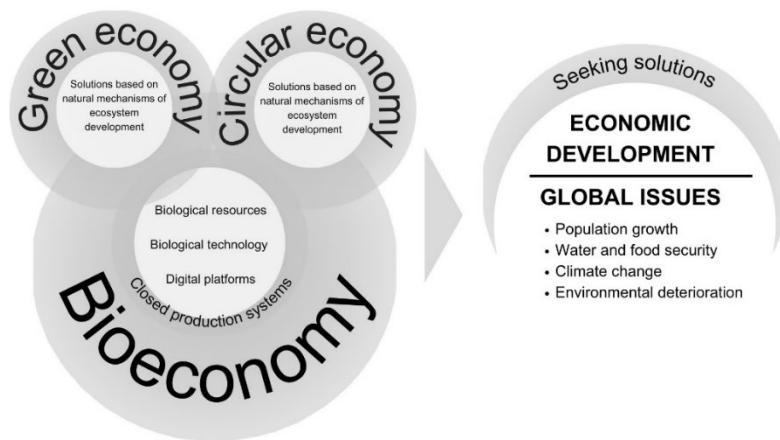 Green economy
Solutions based on
natural mechanisms of
ecosystem
development
Circular economy
Solutions based on
natural mechanisms of
ecosystem
development
Biological resources
Biological technology
Digital platforms
Closed production systems
Bioeconomy
Seeking solutions
ECONOMIC
DEVELOPMENT
GLOBAL ISSUES
• Population growth
• Water and food security
• Climate change
• Environmental deterioration